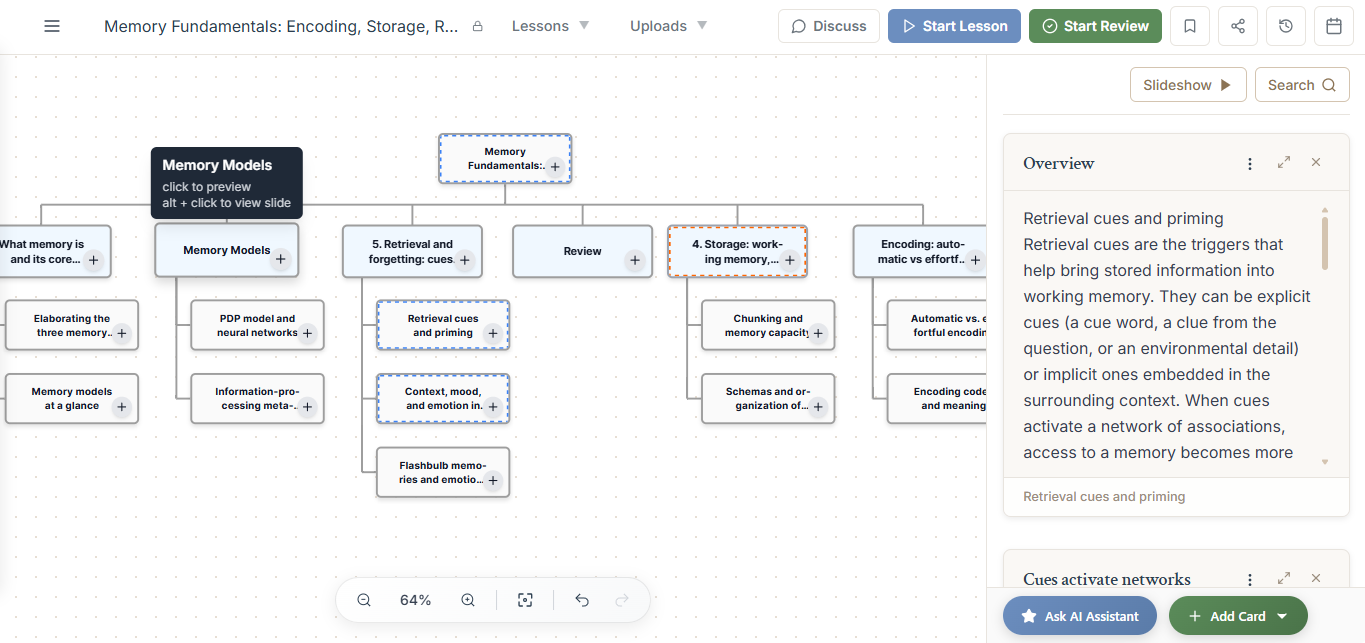 Memory Fundamentals: Encoding, Storage, R...
Lessons
Uploads
Discuss
Start Lesson
Start Review
Slideshow
Search
Memory
Fundamentals:..
Memory Models
click to preview
alt + click to view slide
What memory is
and its core...
Memory Models
5. Retrieval and
forgetting: cues
Review
4. Storage: work-
ing memory,...
Encoding: auto-
matic vs effortf..
Elaborating the
three memory..
PDP model and
neural networks
Retrieval cues
and priming
Chunking and
memory capacity
Automatic vs. e
fortful encodin
Memory models
at a glance
Information-pro-
cessing meta-..
Context, mood,
and emotion in.
Schemas and or-
ganization of...
Encoding code
and meaning
Flashbulb memo-
ries and emotio...
64%
Overview
Retrieval cues and priming
Retrieval cues are the triggers that
help bring stored information into
working memory. They can be explicit
cues (a cue word, a clue from the
question, or an environmental detail)
or implicit ones embedded in the
surrounding context. When cues
activate a network of associations,
access to a memory becomes more
Retrieval cues and priming
Cues activate networks
Ask AI Assistant
Add Card